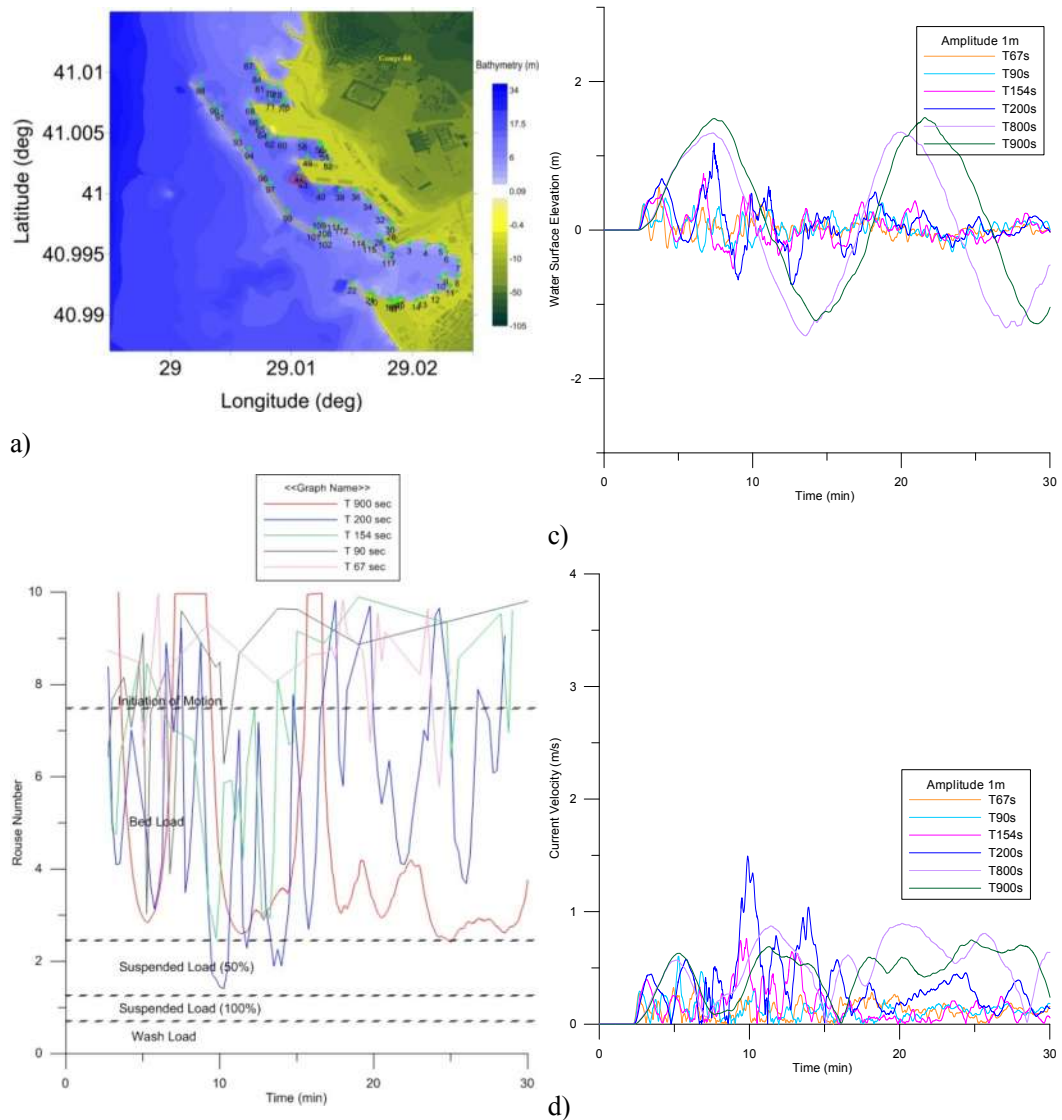 41.01
41.005
41
40.995
40.99
Latitude (deg)
29
29.01
29.02
Longitude (deg)
Bathymetry (m)
34
17.5
6
0.09
-0.4
-10
-50
-105
a)
2
0
-2
Water Surface Elevation (m)
Amplitude 1m
T67s
T90s
T154s
T200s
T800s
T900s
0
10
20
30
Time (min)
c)
<<Graph Name>>
T 900 sec
T 200 sec
T 154 sec
T 90 sec
T 67 sec
10
8
6
4
2
0
Rouse Number
Initiation of Motion
Bed Load
Suspended Load (50%)
Suspended Load (100%)
Wash Load
0
10
20
30
Time (min)
4
3
2
1
0
Current Velocity (m/s)
Amplitude 1m
T67s
T90s
T154s
T200s
T800s
T900s
0
10
20
30
Time (min)
d)